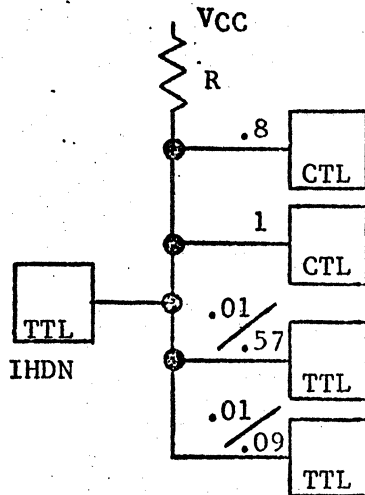 VCC
R
.8
CTL
1
CTL
TTL
IHDN
.01
.57
TTL
.01
.09
TTL